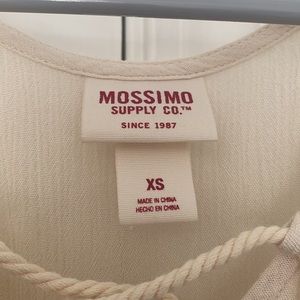 MOSSIMO
SUPPLY CO.™
SINCE 1987
XS
MADE IN CHINA
HECHO EN CHINA